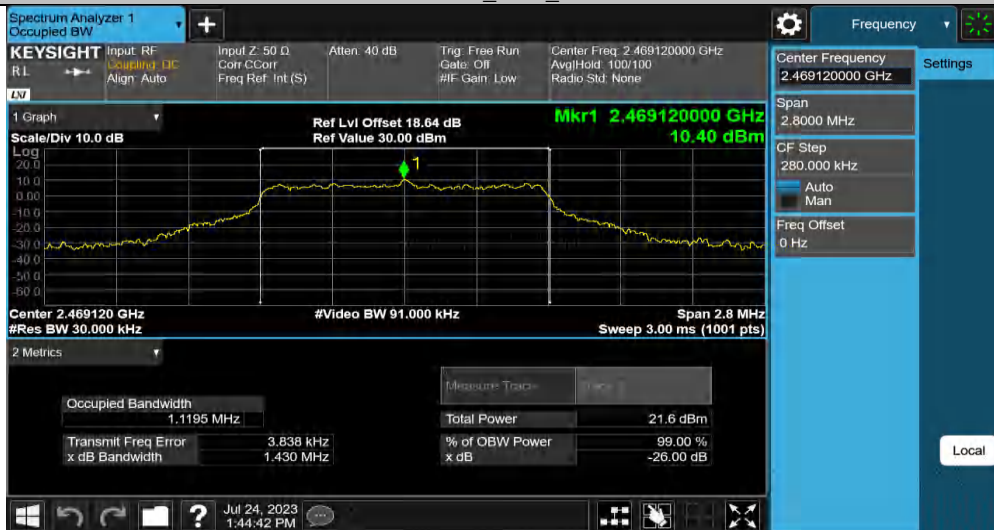 Spectrum Analyzer 1
Occupied BW
+
Frequency
KEYSIGHT
RL
LXI
Input: RF
Coupling: DC
Align: Auto
Input Z: 50 Ω
Corr CCorr
Freq Ref: Int (S)
Atten: 40 dB
Trig: Free Run
Gate: Off
#IF Gain: Low
Center Freq: 2.469120000 GHz
Avg|Hold: 100/100
Radio Std: None
Center Frequency
2.469120000 GHz
Settings
Span
2.8000 MHz
CF Step
280.000 kHz
Auto
Man
Freq Offset
0 Hz
Local
1 Graph
Scale/Div 10.0 dB
Ref Lvl Offset 18.64 dB
Ref Value 30.00 dBm
Mkr1 2.469120000 GHz
10.40 dBm
Log
20.0
10.0
0.00
-10.0
-20.0
-30.0
-40.0
-50.0
-60.0
1
Center 2.469120 GHz
#Res BW 30.000 kHz
#Video BW 91.000 kHz
Span 2.8 MHz
Sweep 3.00 ms (1001 pts)
2 Metrics
Measure Trace
Occupied Bandwidth
1.1195 MHz
Total Power 21.6 dBm
Transmit Freq Error 3.838 kHz
% of OBW Power 99.00 %
x dB Bandwidth 1.430 MHz
x dB -26.00 dB
?
Jul 24, 2023
1:44:42 PM